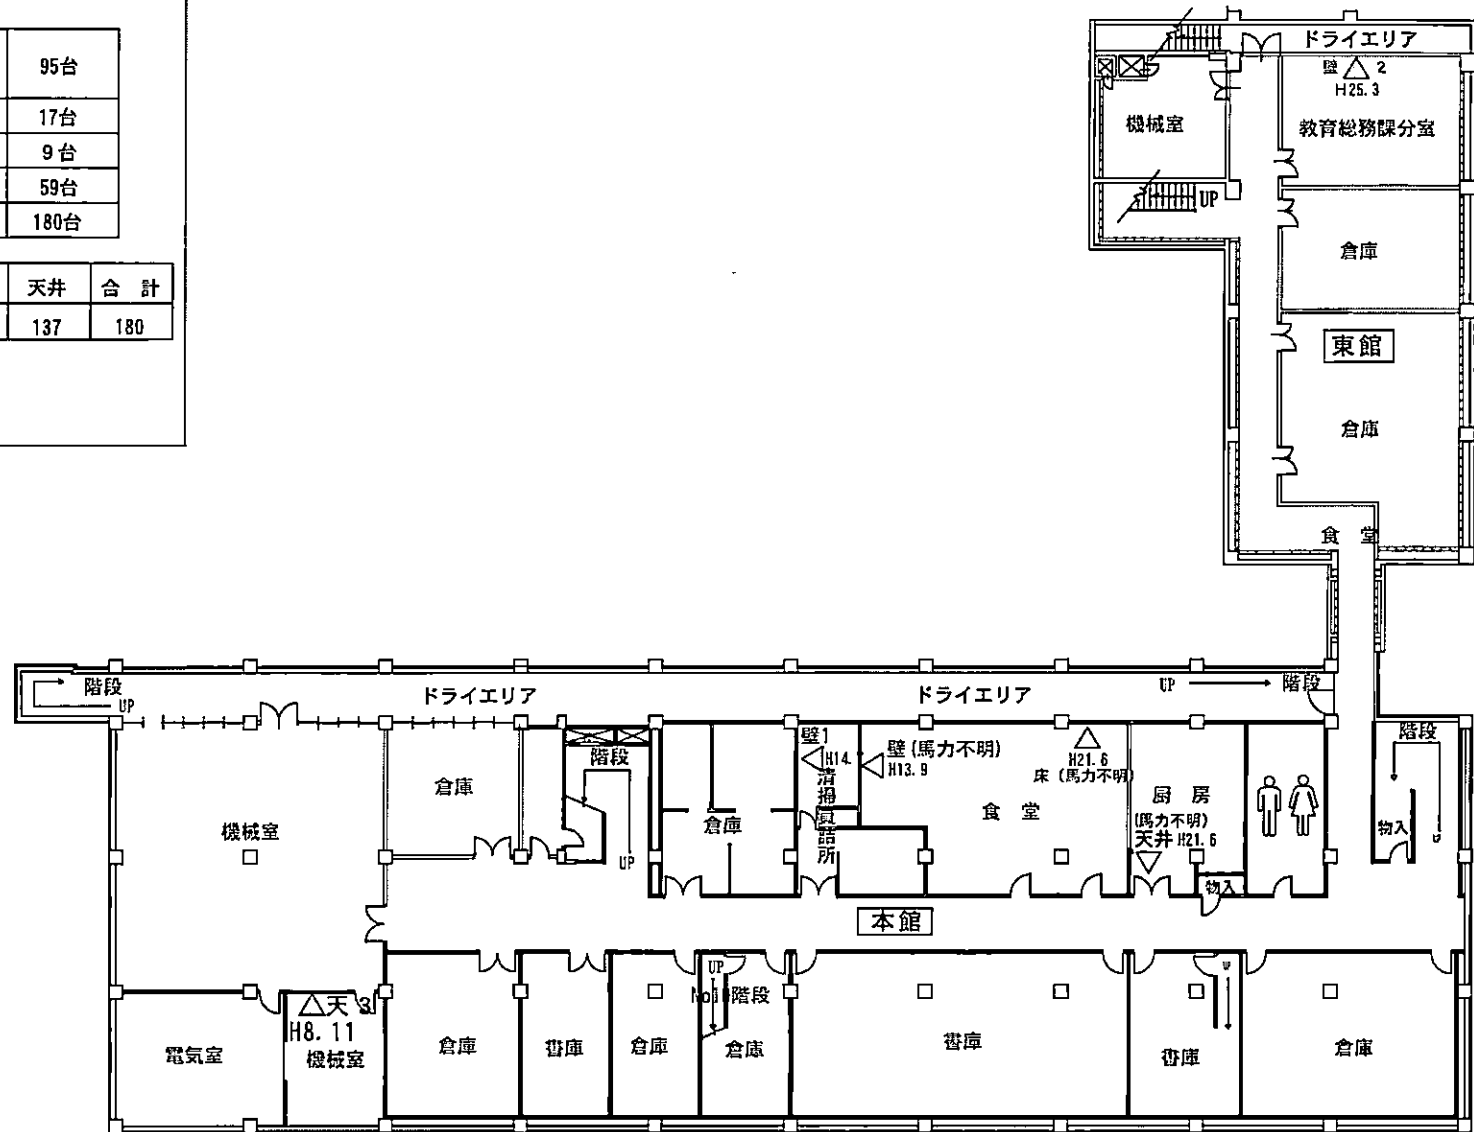 95台
17台
9台
59台
180台
天井 合 計
137 180
ドライエリア
壁 2
H25.3
機械室
教育総務課分室
UP
倉庫
東館
倉庫
食 堂
階段
UP
ドライエリア
ドライエリア
UP
階段
壁1
H14.
壁(馬力不明)
H13.9
H21.6
床(馬力不明)
階段
階段
倉庫
清掃員詰所
食 堂
厨 房
(馬力不明)
天井 H21.6
機械室
倉庫
物入
UP
UP
物入
本館
UP
階段
UP
天 3
H8.11
機械室
電気室
倉庫
書庫
倉庫
倉庫
書庫
書庫
倉庫